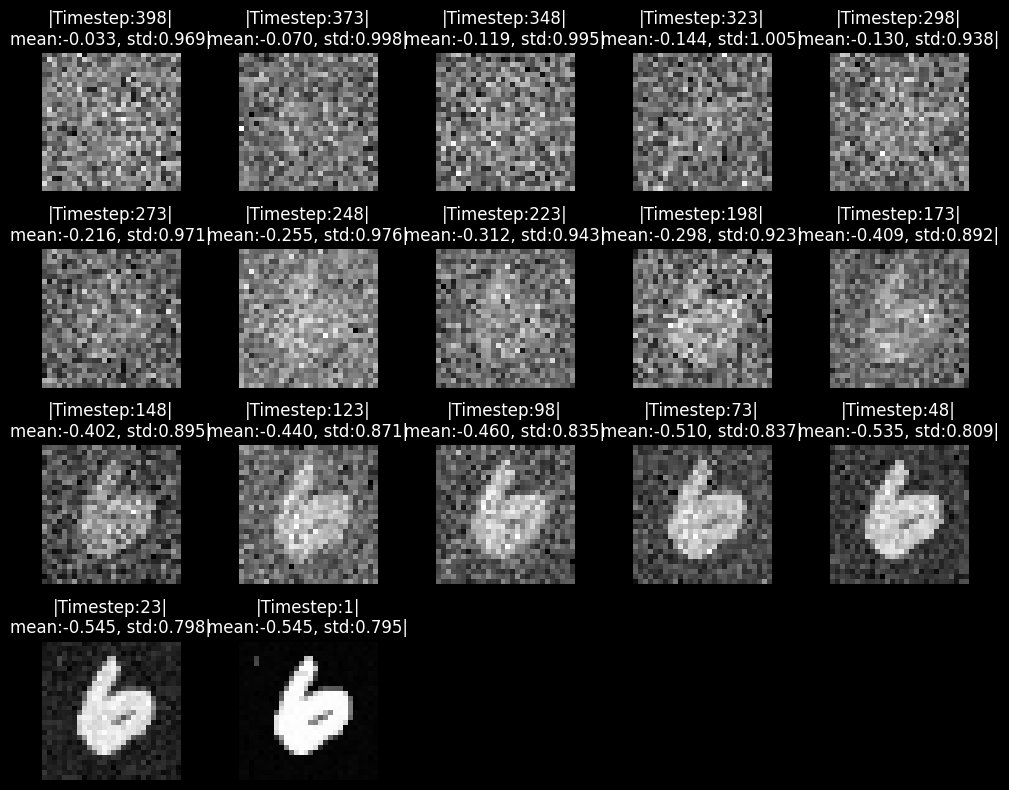 |Timestep:398|
mean:-0.033, std:0.969|
|Timestep:373|
mean:-0.070, std:0.998|
|Timestep:348|
mean:-0.119, std:0.995|
|Timestep:323|
mean:-0.144, std:1.005|
|Timestep:298|
mean:-0.130, std:0.938|
|Timestep:273|
mean:-0.216, std:0.971|
|Timestep:248|
mean:-0.255, std:0.976|
|Timestep:223|
mean:-0.312, std:0.943|
|Timestep:198|
mean:-0.298, std:0.923|
|Timestep:173|
mean:-0.409, std:0.892|
|Timestep:148|
mean:-0.402, std:0.895|
|Timestep:123|
mean:-0.440, std:0.871|
|Timestep:98|
mean:-0.460, std:0.835|
|Timestep:73|
mean:-0.510, std:0.837|
|Timestep:48|
mean:-0.535, std:0.809|
|Timestep:23|
mean:-0.545, std:0.798|
|Timestep:1|
mean:-0.545, std:0.795|
6